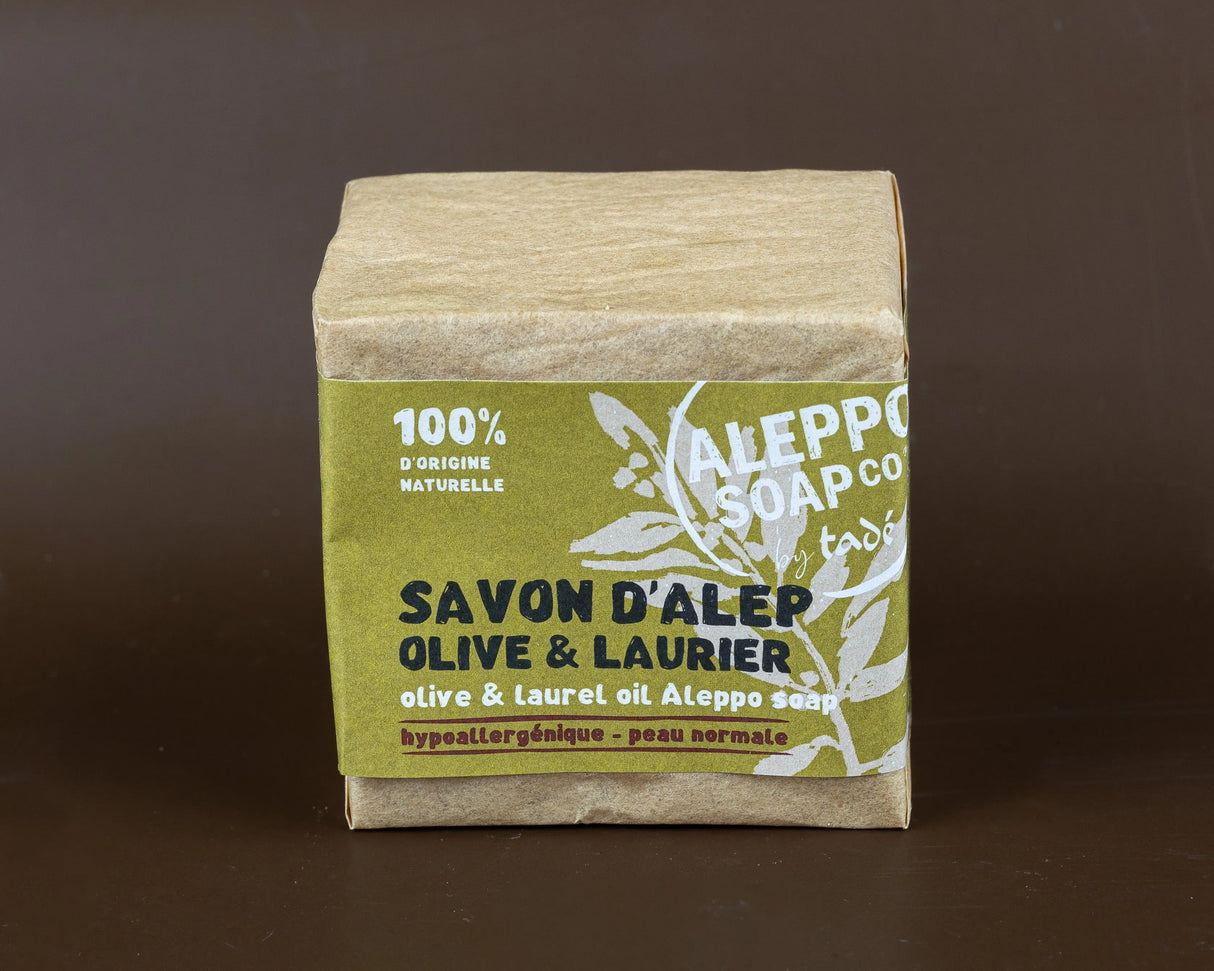 100%
D'ORIGINE
NATURELLE
ALEPPO
SOAP CO
by tadé
SAVON D'ALEP
OLIVE & LAURIER
olive & laurel oil Aleppo soap
hypoallergénique - peau normale